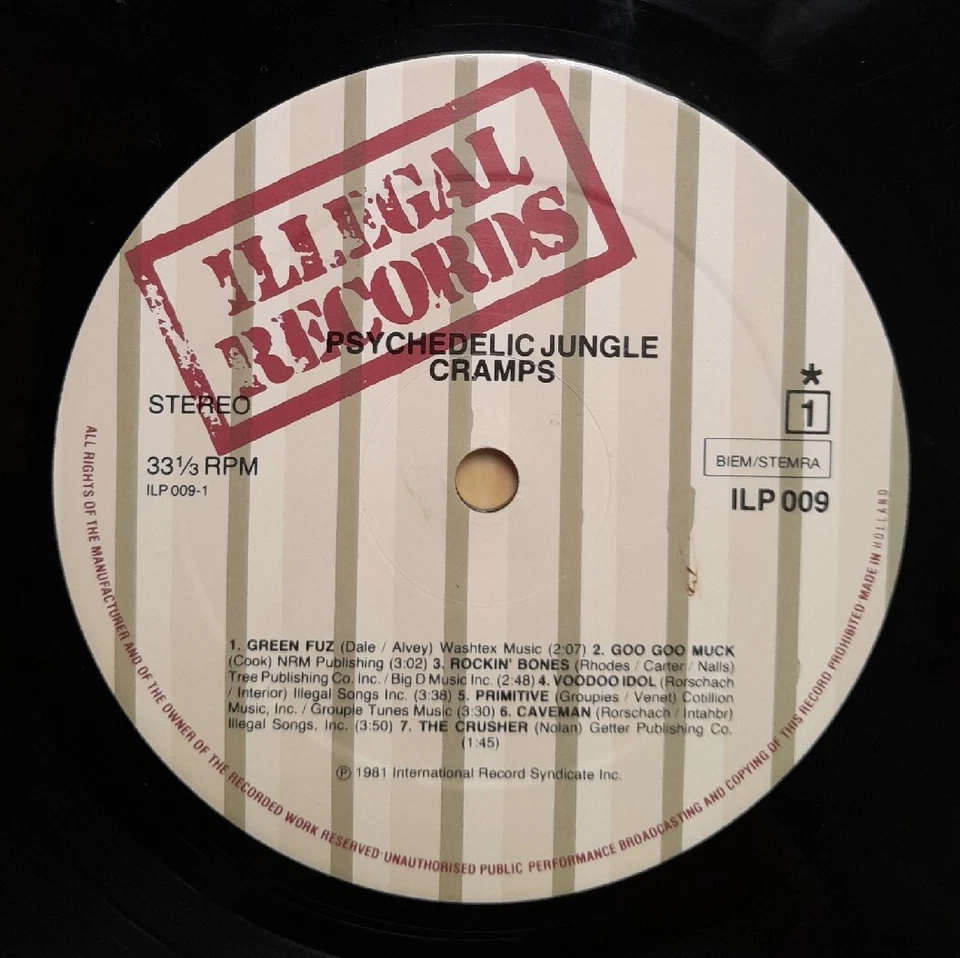 ILLEGAL
RECORDS
PSYCHEDELIC JUNGLE
CRAMPS
STEREO
33⅓ RPM
ILP 009-1
*
1
BIEM/STEMRA
ILP 009
1. GREEN FUZ (Dale / Alvey) Washtex Music (2:07) 2. GOO GOO MUCK
(Cook) NRM Publishing (3:02) 3. ROCKIN' BONES (Rhodes / Carter / Nalls)
Tree Publishing Co. Inc. / Big D Music Inc. (2:48) 4. VOODOO IDOL (Rorschach
/ Interior) Illegal Songs Inc. (3:38) 5. PRIMITIVE (Groupies / Venet) Cotillion
Music, Inc. / Groupie Tunes Music (3:30) 6. CAVEMAN (Rorschach / Intahbr)
Illegal Songs, Inc. (3:50) 7. THE CRUSHER (Nolan) Getter Publishing Co.
(1:45)
℗ 1981 International Record Syndicate Inc.
ALL RIGHTS OF THE MANUFACTURER AND OF THE OWNER OF THE RECORDED WORK RESERVED·UNAUTHORISED PUBLIC PERFORMANCE BROADCASTING AND COPYING OF THIS RECORD PROHIBITED·MADE IN HOLLAND